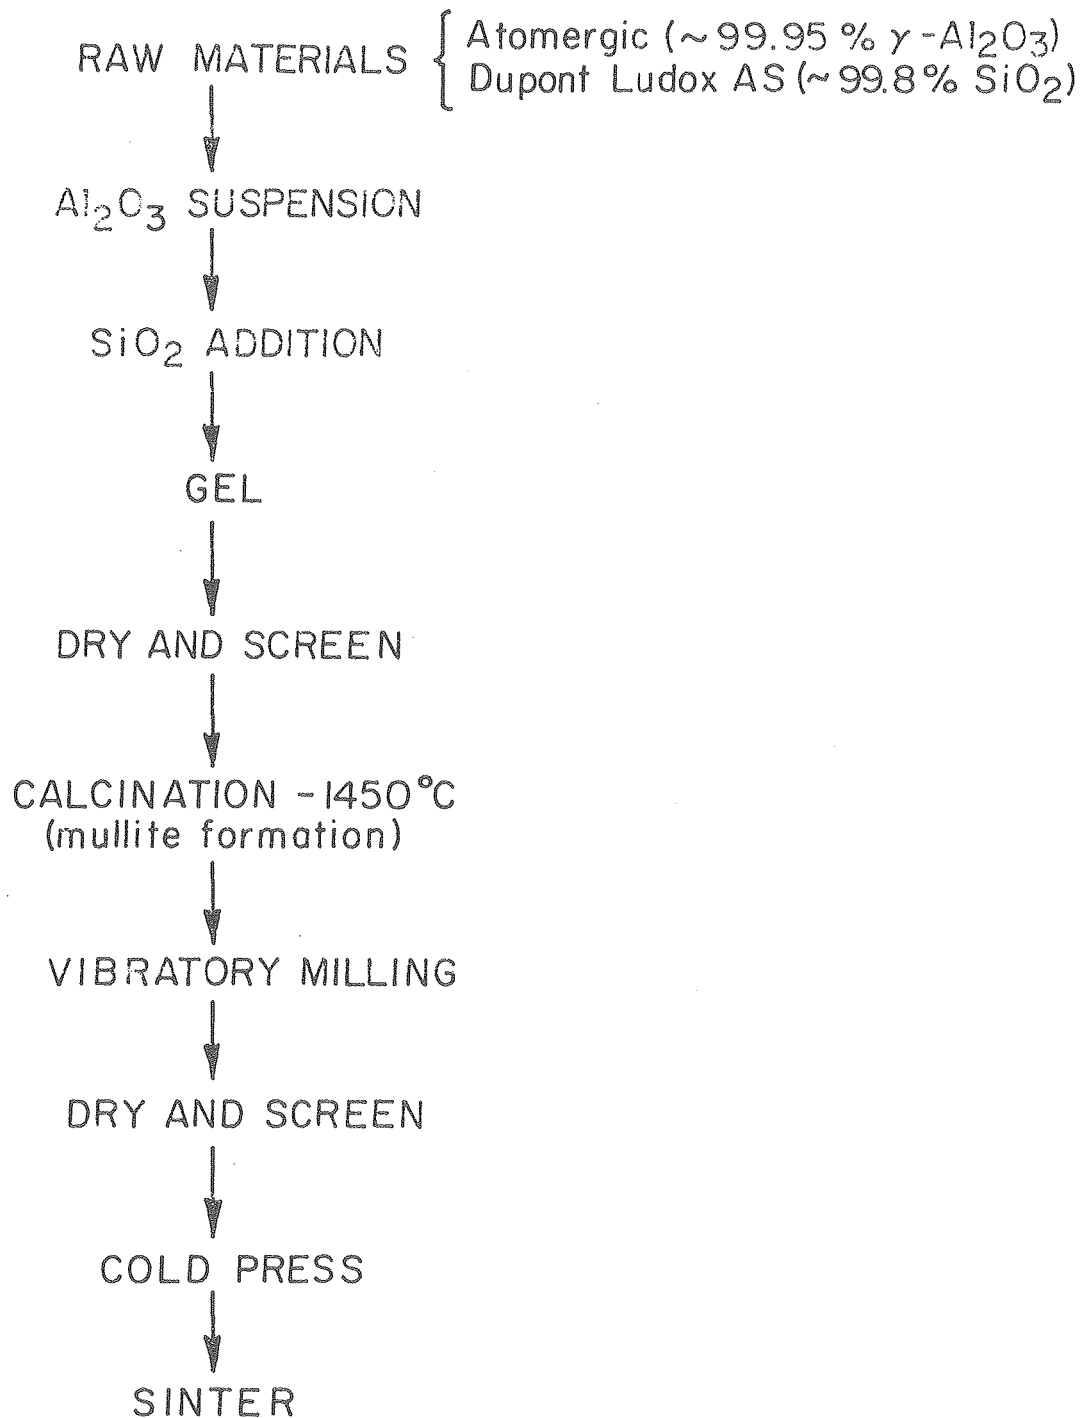 RAW MATERIALS { Atomergic (~99.95 % γ-Al₂O₃)
Dupont Ludox AS (~99.8% SiO₂)
Al₂O₃ SUSPENSION
SiO₂ ADDITION
GEL
DRY AND SCREEN
CALCINATION -1450°C
(mullite formation)
VIBRATORY MILLING
DRY AND SCREEN
COLD PRESS
SINTER